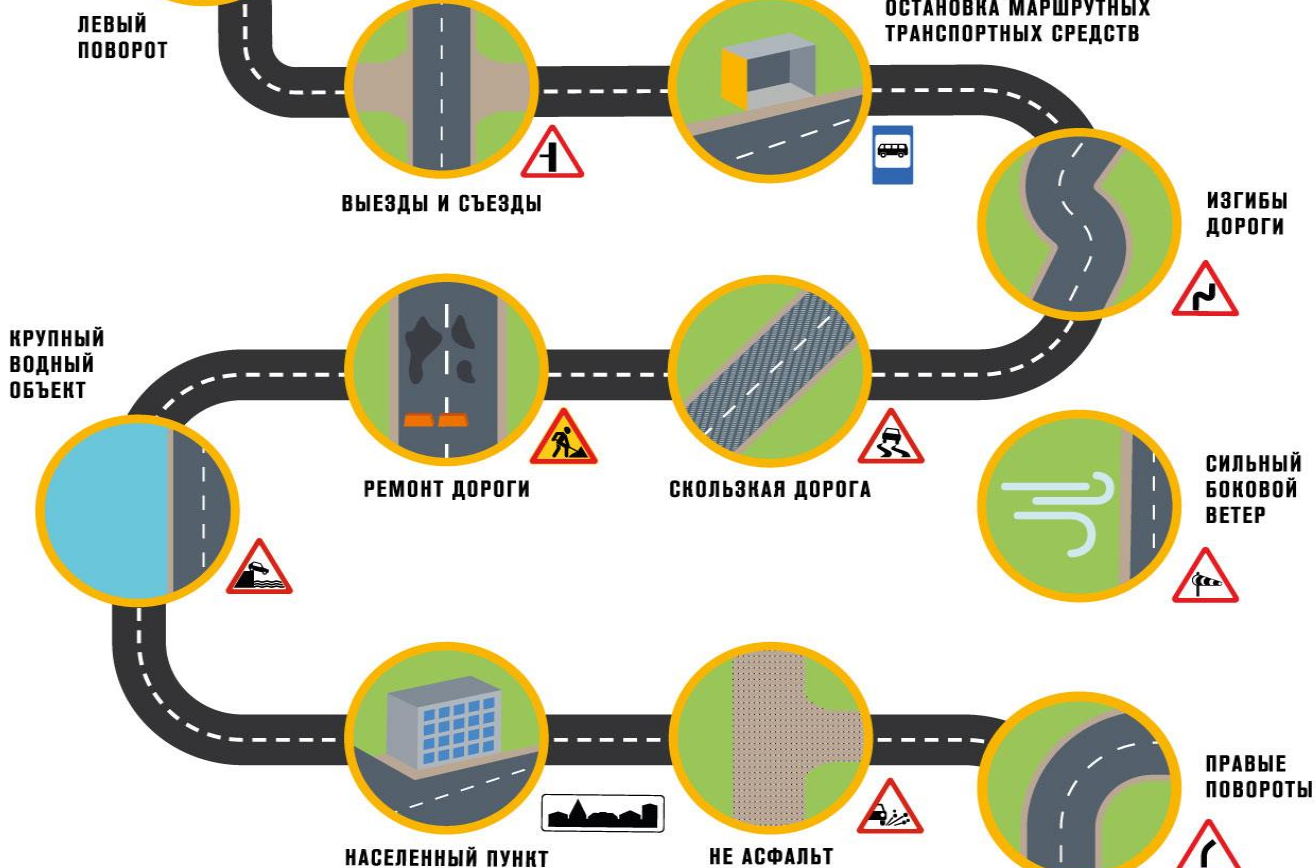 ЛЕВЫЙ
ПОВОРОТ
ОСТАНОВКА МАРШРУТНЫХ
ТРАНСПОРТНЫХ СРЕДСТВ
ВЫЕЗДЫ И СЪЕЗДЫ
ИЗГИБЫ
ДОРОГИ
КРУПНЫЙ
ВОДНЫЙ
ОБЪЕКТ
РЕМОНТ ДОРОГИ
СКОЛЬЗКАЯ ДОРОГА
СИЛЬНЫЙ
БОКОВОЙ
ВЕТЕР
ПРАВЫЕ
ПОВОРОТЫ
НАСЕЛЕННЫЙ ПУНКТ
НЕ АСФАЛЬТ